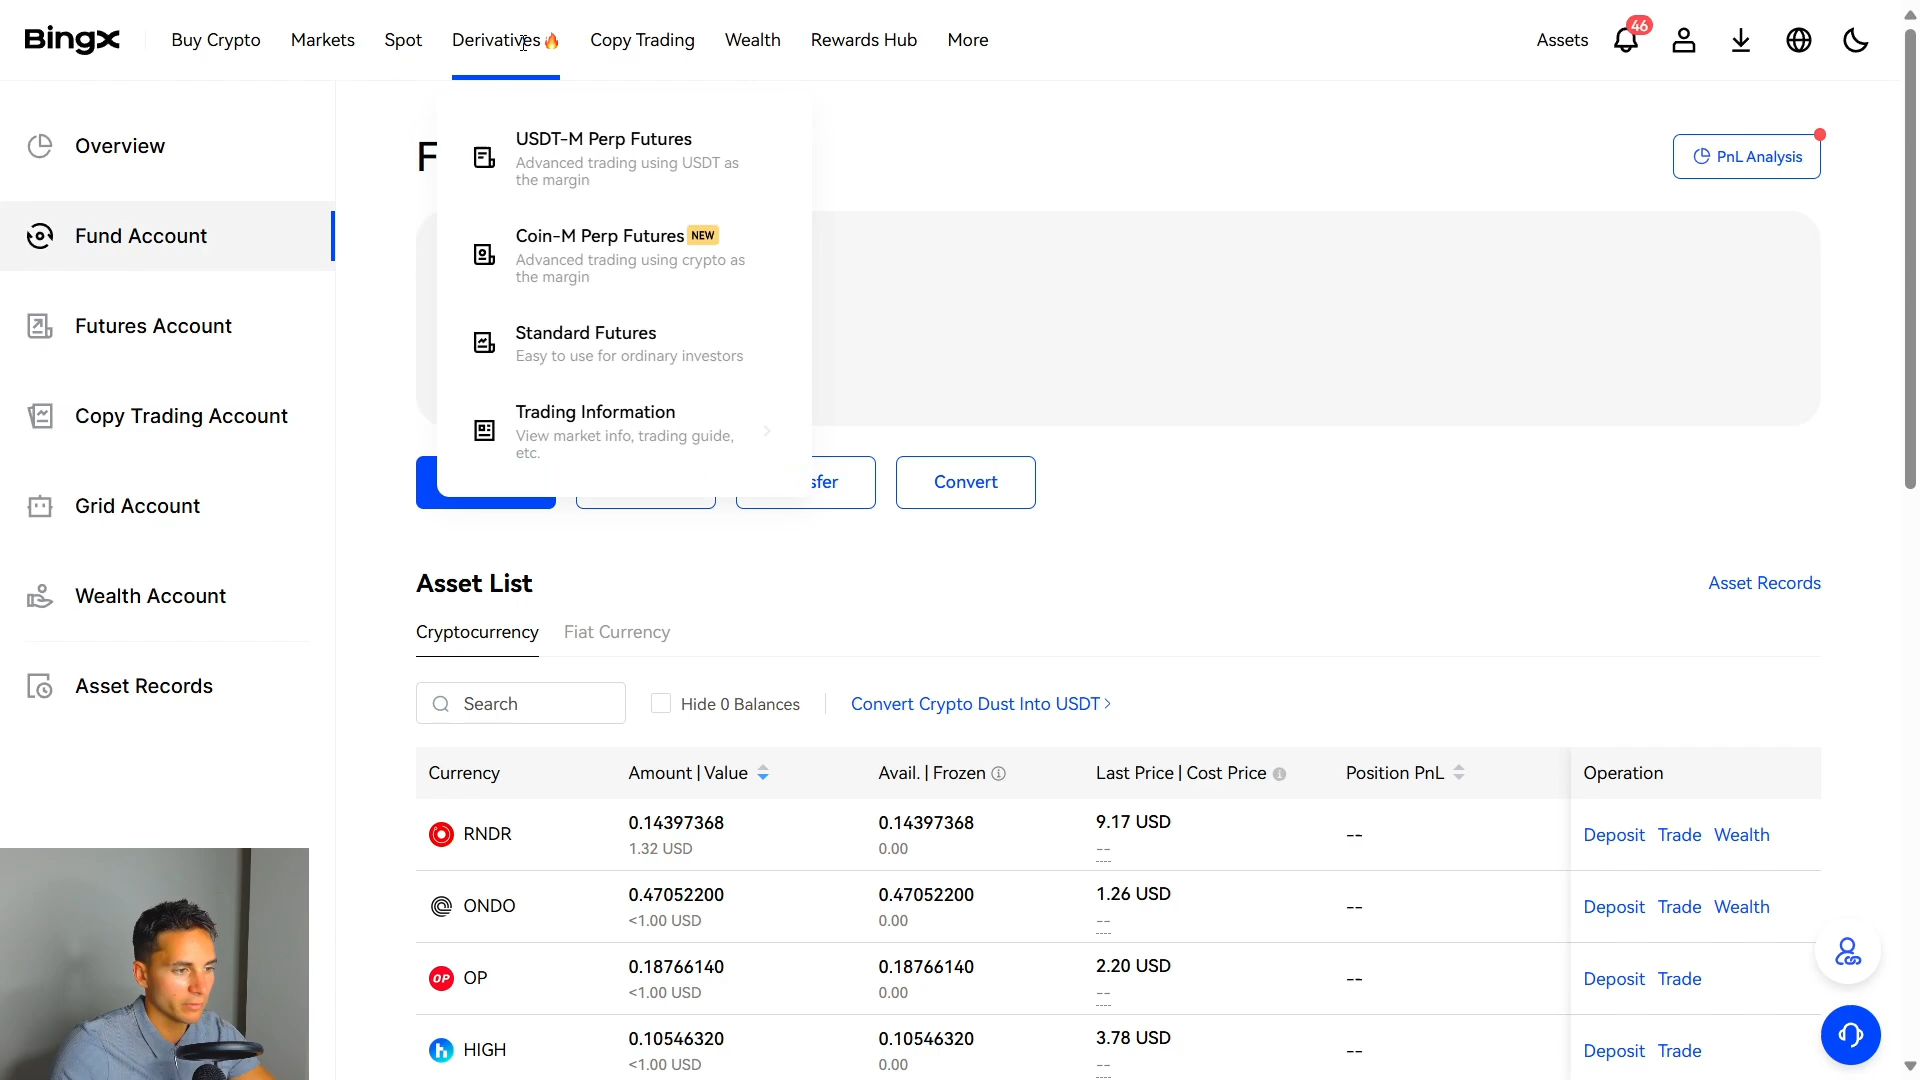 BingX
Buy Crypto
Markets
Spot
Derivatives
Copy Trading
Wealth
Rewards Hub
More
Assets
46
Overview
Fund Account
Futures Account
Copy Trading Account
Grid Account
Wealth Account
Asset Records
F
USDT-M Perp Futures
Advanced trading using USDT as
the margin
Coin-M Perp Futures NEW
Advanced trading using crypto as
the margin
Standard Futures
Easy to use for ordinary investors
Trading Information
View market info, trading guide,
etc.
PnL Analysis
sfer
Convert
Asset List
Asset Records
Cryptocurrency
Fiat Currency
Search
Hide 0 Balances
Convert Crypto Dust Into USDT >
Currency
Amount | Value
Avail. | Frozen
Last Price | Cost Price
Position PnL
Operation
RNDR
0.14397368
1.32 USD
0.14397368
0.00
9.17 USD
--
--
Deposit Trade Wealth
ONDO
0.47052200
<1.00 USD
0.47052200
0.00
1.26 USD
--
--
Deposit Trade Wealth
OP
OP
0.18766140
<1.00 USD
0.18766140
0.00
2.20 USD
--
--
Deposit Trade
h
HIGH
0.10546320
<1.00 USD
0.10546320
0.00
3.78 USD
--
--
Deposit Trade